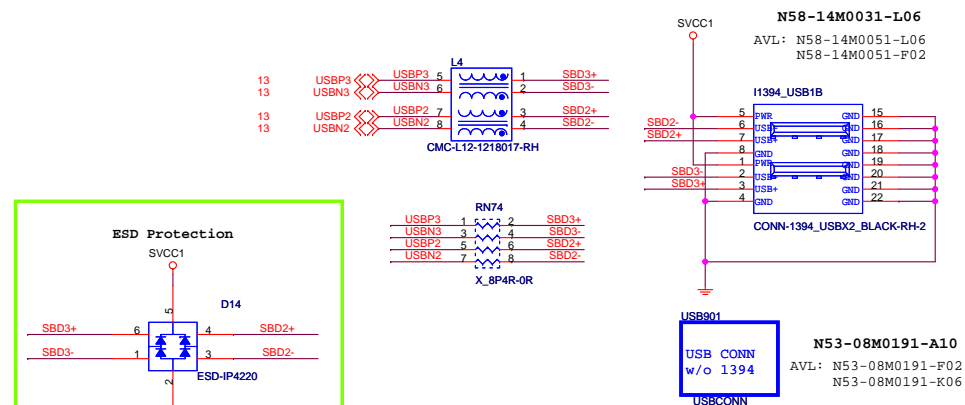 N58-14M0031-L06
AVL: N58-14M0051-L06
N58-14M0051-F02
SVCC1
L4
13 USBP3 USBP3 5 1 SBD3+
13 USBN3 USBN3 6 2 SBD3-
13 USBP2 USBP2 7 3 SBD2+
13 USBN2 USBN2 8 4 SBD2-
CMC-L12-1218017-RH
I1394_USB1B
5 PWR GND 15
SBD2- 6 USB- GND 16
SBD2+ 7 USB+ GND 17
8 GND GND 18
1 PWR GND 19
SBD3- 2 USB- GND 20
SBD3+ 3 USB+ GND 21
4 GND GND 22
CONN-1394_USBX2_BLACK-RH-2
RN74
USBP3 1 2 SBD3+
USBN3 3 4 SBD3-
USBP2 5 6 SBD2+
USBN2 7 8 SBD2-
X_8P4R-0R
ESD Protection
SVCC1
5
D14
SBD3+ 6 4 SBD2+
SBD3- 1 3 SBD2-
2
ESD-IP4220
USB901
USB CONN
w/o 1394
USBCONN
N53-08M0191-A10
AVL: N53-08M0191-F02
N53-08M0191-K06